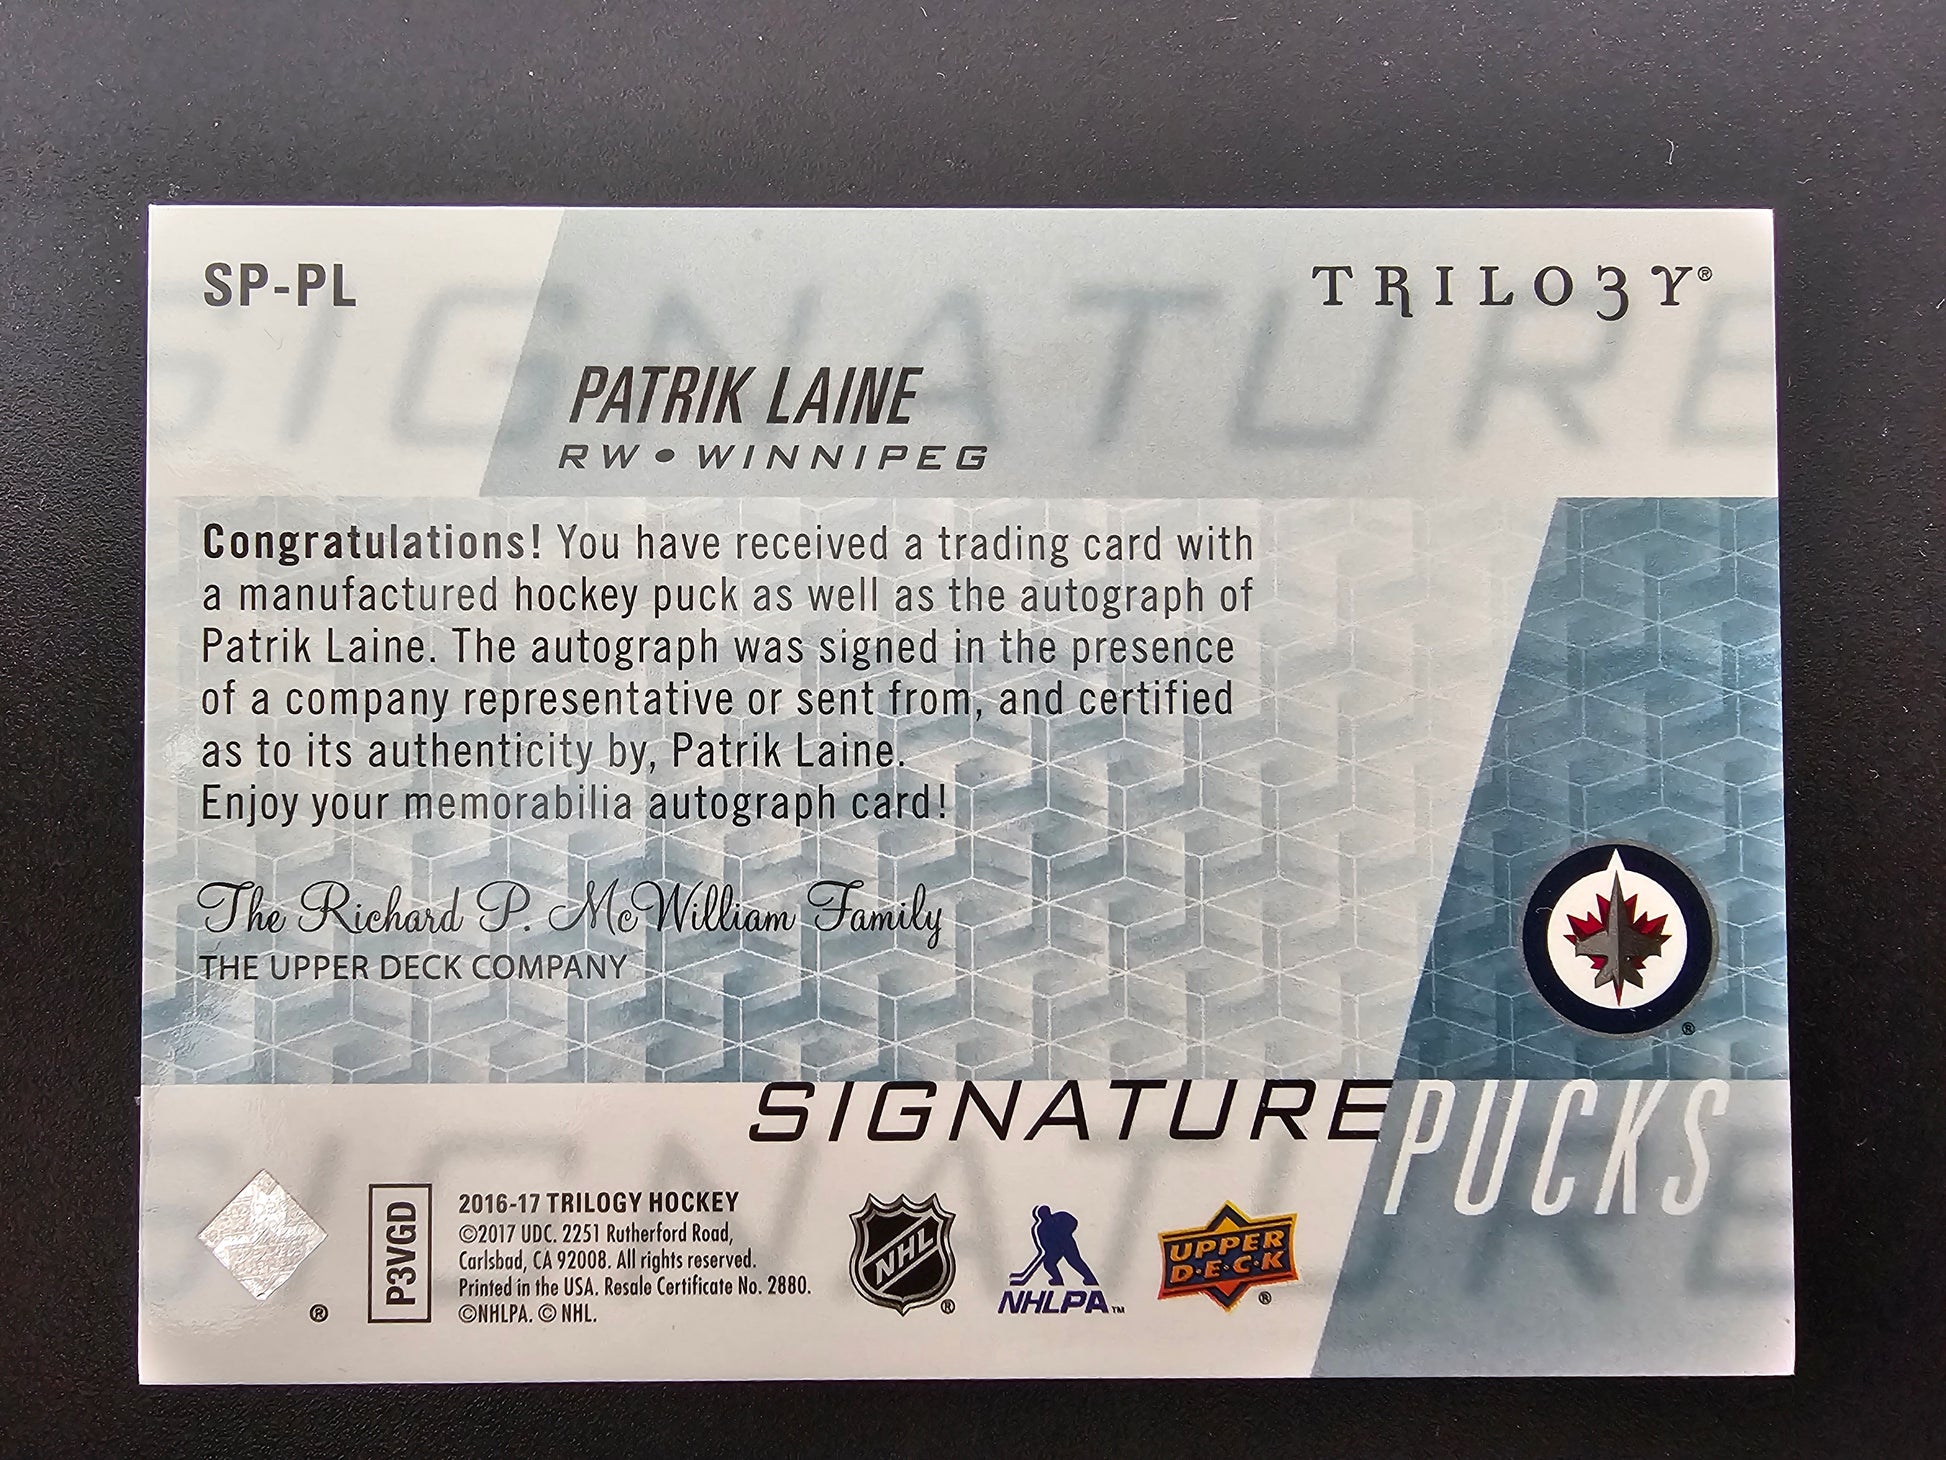 SP-PL
TRILO3Y®
PATRIK LAINE
RW • WINNIPEG
Congratulations! You have received a trading card with
a manufactured hockey puck as well as the autograph of
Patrik Laine. The autograph was signed in the presence
of a company representative or sent from, and certified
as to its authenticity by, Patrik Laine.
Enjoy your memorabilia autograph card!
The Richard P. McWilliam Family
THE UPPER DECK COMPANY
®
SIGNATURE PUCKS
SIGNATURE
®
P3VGD
2016-17 TRILOGY HOCKEY
©2017 UDC. 2251 Rutherford Road,
Carlsbad, CA 92008. All rights reserved.
Printed in the USA. Resale Certificate No. 2880.
©NHLPA. © NHL.
NHL ®
NHLPA™
UPPER
D·E·C·K ®
SIGNATURE